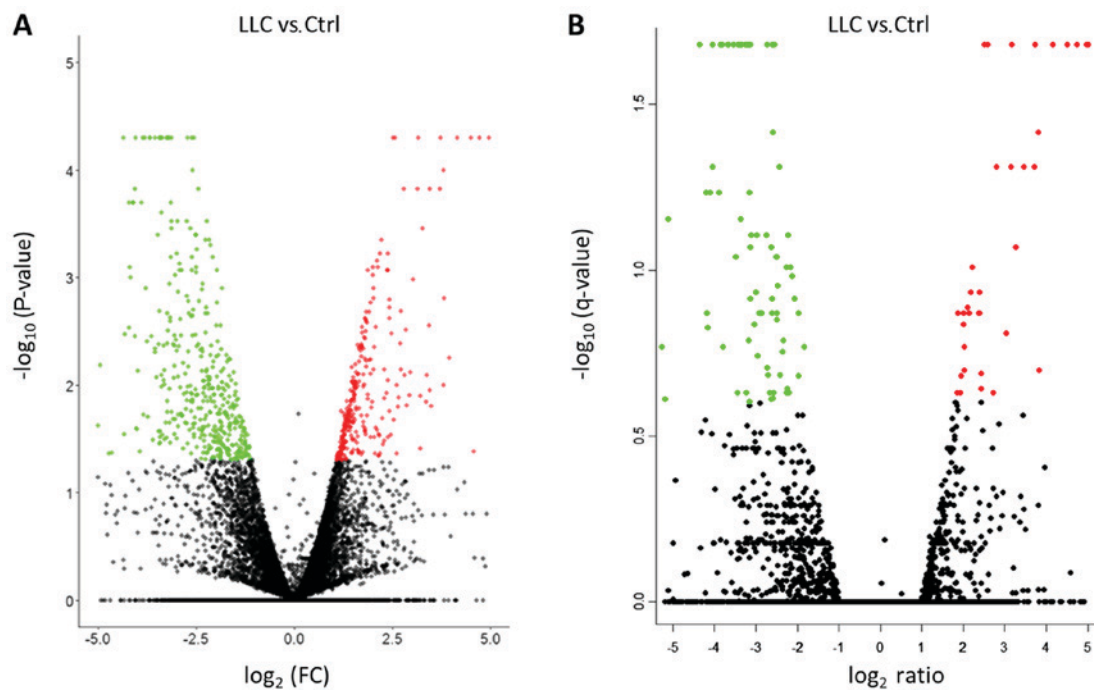 A
LLC vs.Ctrl
-log10 (P-value)
5
4
3
2
1
0
-5.0 -2.5 0.0 2.5 5.0
log2 (FC)
B
LLC vs.Ctrl
-log10 (q-value)
1.5
1.0
0.5
0.0
-5 -4 -3 -2 -1 0 1 2 3 4 5
log2 ratio